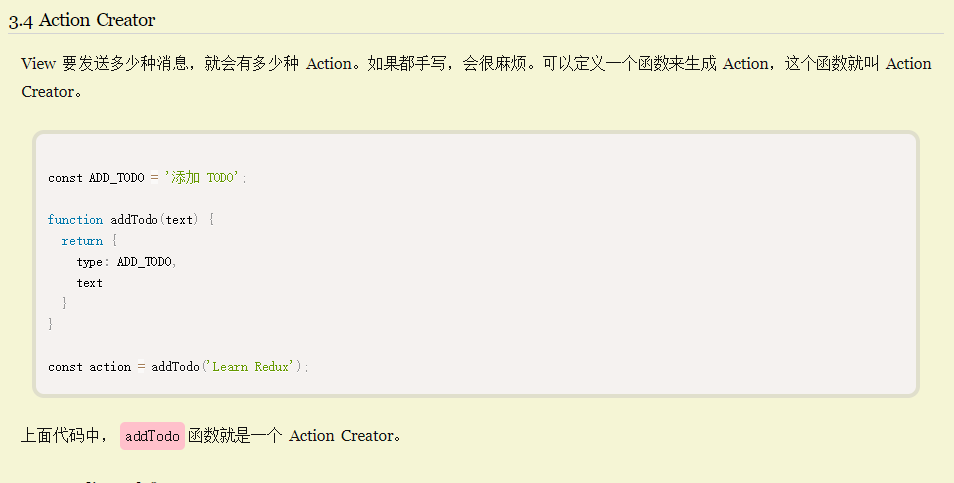 3.4 Action Creator
View 要发送多少种消息，就会有多少种 Action。如果都手写，会很麻烦。可以定义一个函数来生成 Action，这个函数就叫 Action
Creator。
const ADD_TODO = '添加 TODO';
function addTodo(text) {
  return {
    type: ADD_TODO,
    text
  }
}
const action = addTodo('Learn Redux');
上面代码中，addTodo 函数就是一个 Action Creator。